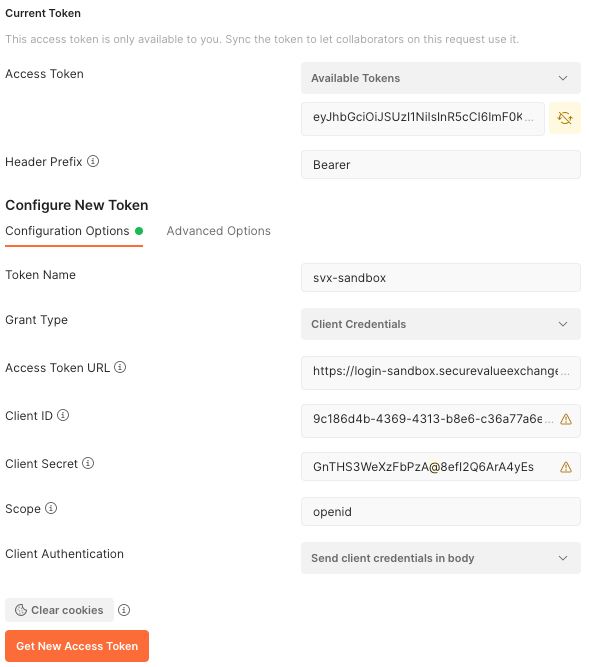 Current Token
This access token is only available to you. Sync the token to let collaborators on this request use it.
Access Token
Available Tokens
eyJhbGciOiJSUzI1NiIsInR5cCI6ImF0K...
Header Prefix
Bearer
Configure New Token
Configuration Options Advanced Options
Token Name
svx-sandbox
Grant Type
Client Credentials
Access Token URL
https://login-sandbox.securevalueexchange...
Client ID
9c186d4b-4369-4313-b8e6-c36a77a6e...
Client Secret
GnTHS3WeXzFbPzA@8efI2Q6ArA4yEs
Scope
openid
Client Authentication
Send client credentials in body
Clear cookies
Get New Access Token